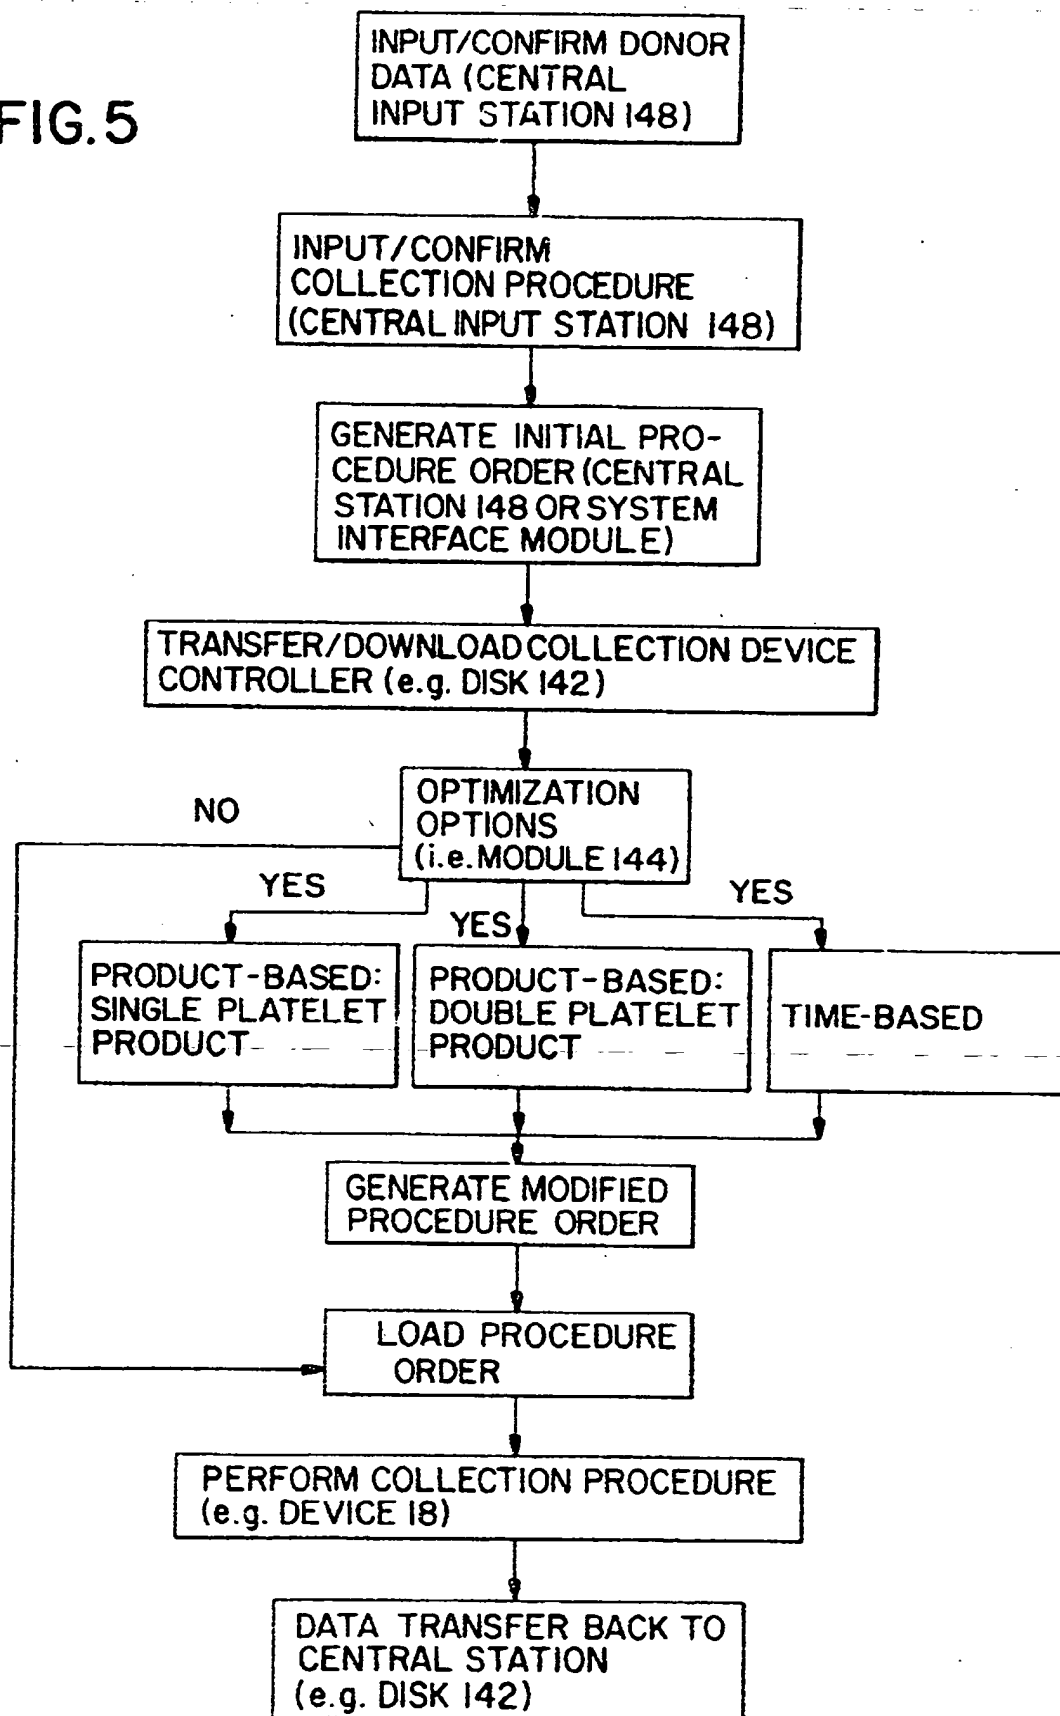 FIG. 5
INPUT/CONFIRM DONOR
DATA (CENTRAL
INPUT STATION 148)
INPUT/CONFIRM
COLLECTION PROCEDURE
(CENTRAL INPUT STATION 148)
GENERATE INITIAL PRO-
CEDURE ORDER (CENTRAL
STATION 148 OR SYSTEM
INTERFACE MODULE)
TRANSFER/DOWNLOAD COLLECTION DEVICE
CONTROLLER (e.g. DISK 142)
OPTIMIZATION
OPTIONS
(i.e. MODULE 144)
NO
YES
YES
YES
PRODUCT-BASED:
SINGLE PLATELET
PRODUCT
PRODUCT-BASED:
DOUBLE PLATELET
PRODUCT
TIME-BASED
GENERATE MODIFIED
PROCEDURE ORDER
LOAD PROCEDURE
ORDER
PERFORM COLLECTION PROCEDURE
(e.g. DEVICE 18)
DATA TRANSFER BACK TO
CENTRAL STATION
(e.g. DISK 142)